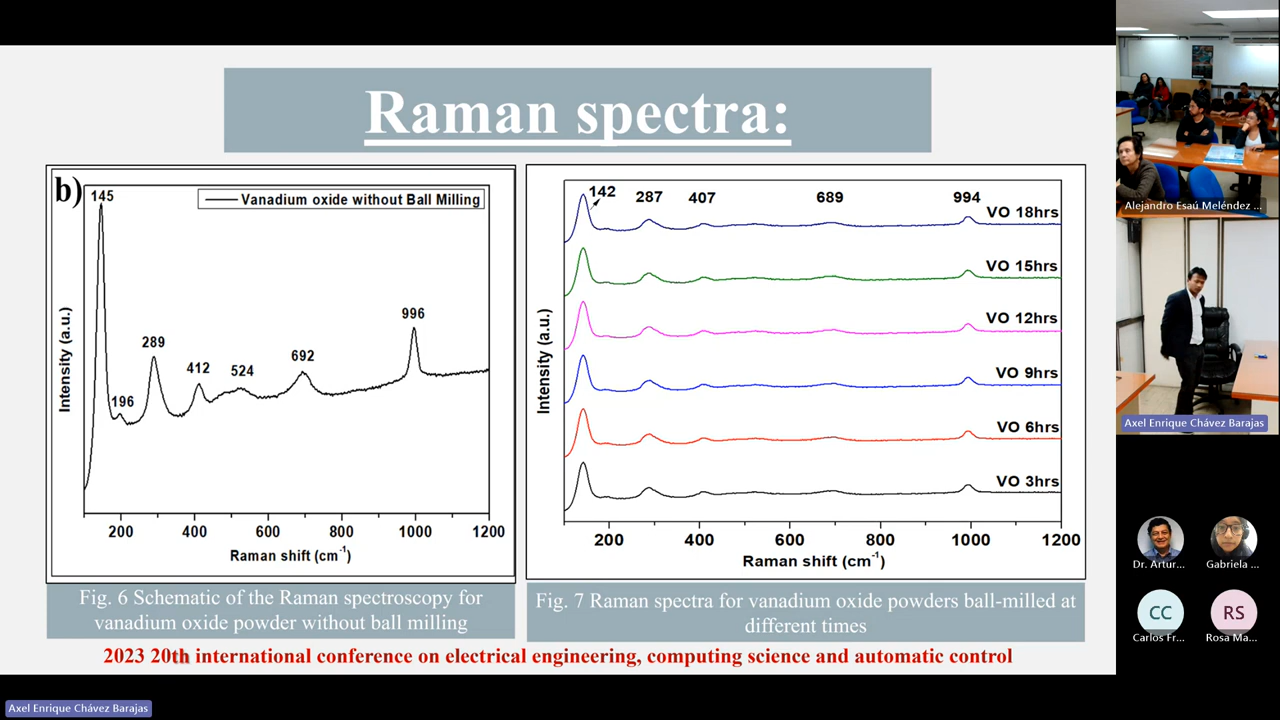 Raman spectra:
b)
145
Vanadium oxide without Ball Milling
996
289
692
412
524
196
Intensity (a.u.)
200 400 600 800 1000 1200
Raman shift (cm-1)
142 287 407 689 994
VO 18hrs
VO 15hrs
VO 12hrs
VO 9hrs
VO 6hrs
VO 3hrs
Intensity (a.u.)
200 400 600 800 1000 1200
Raman shift (cm-1)
Fig. 6 Schematic of the Raman spectroscopy for
vanadium oxide powder without ball milling
Fig. 7 Raman spectra for vanadium oxide powders ball-milled at
different times
2023 20th international conference on electrical engineering, computing science and automatic control
Axel Enrique Chávez Barajas
Alejandro Esaú Meléndez ...
Axel Enrique Chávez Barajas
Dr. Artur...
Gabriela ...
CC
Carlos Fr...
RS
Rosa Ma...